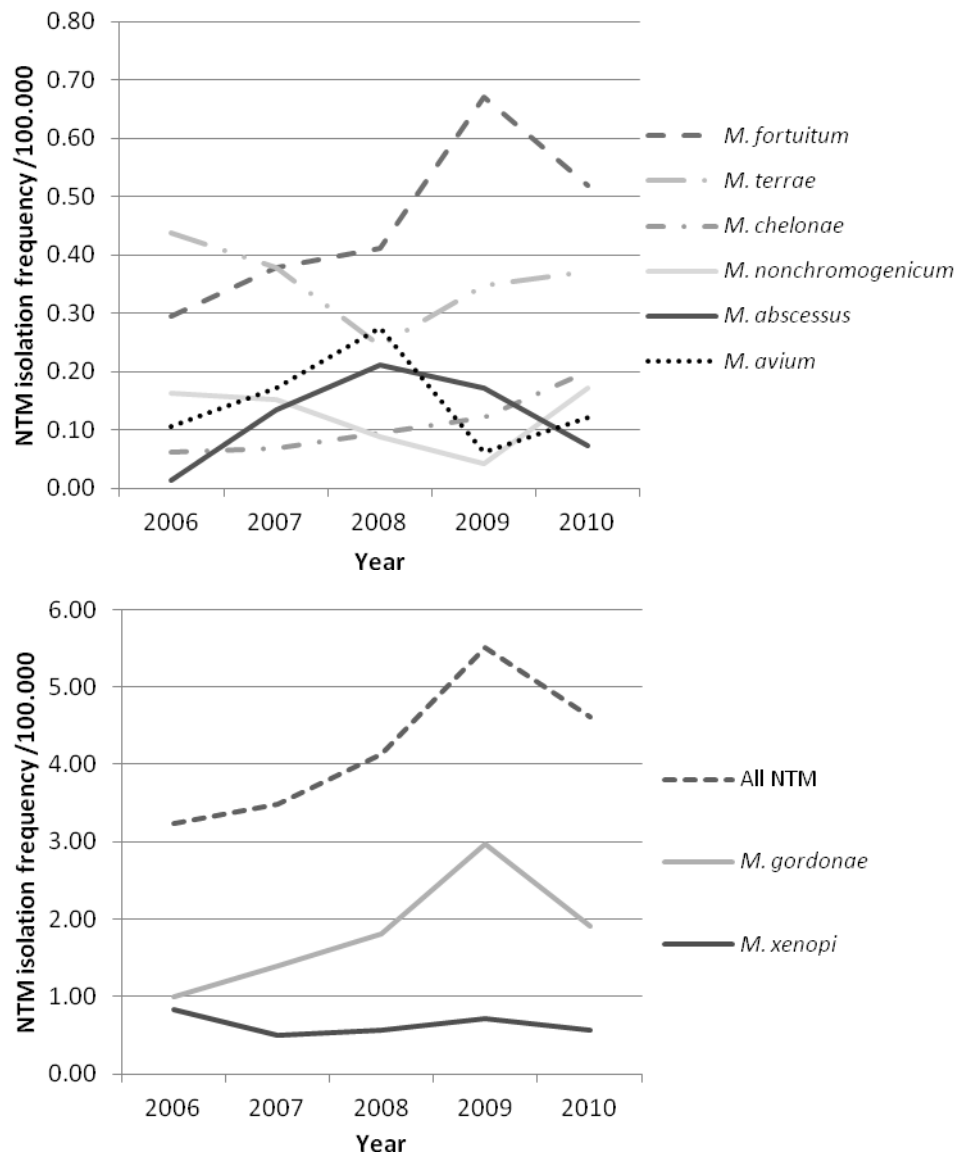 0.80
0.70
0.60
0.50
0.40
0.30
0.20
0.10
0.00
NTM isolation frequency /100.000
2006 2007 2008 2009 2010
Year
M. fortuitum
M. terrae
M. chelonae
M. nonchromogenicum
M. abscessus
M. avium
6.00
5.00
4.00
3.00
2.00
1.00
0.00
NTM isolation frequency /100.000
2006 2007 2008 2009 2010
Year
All NTM
M. gordonae
M. xenopi